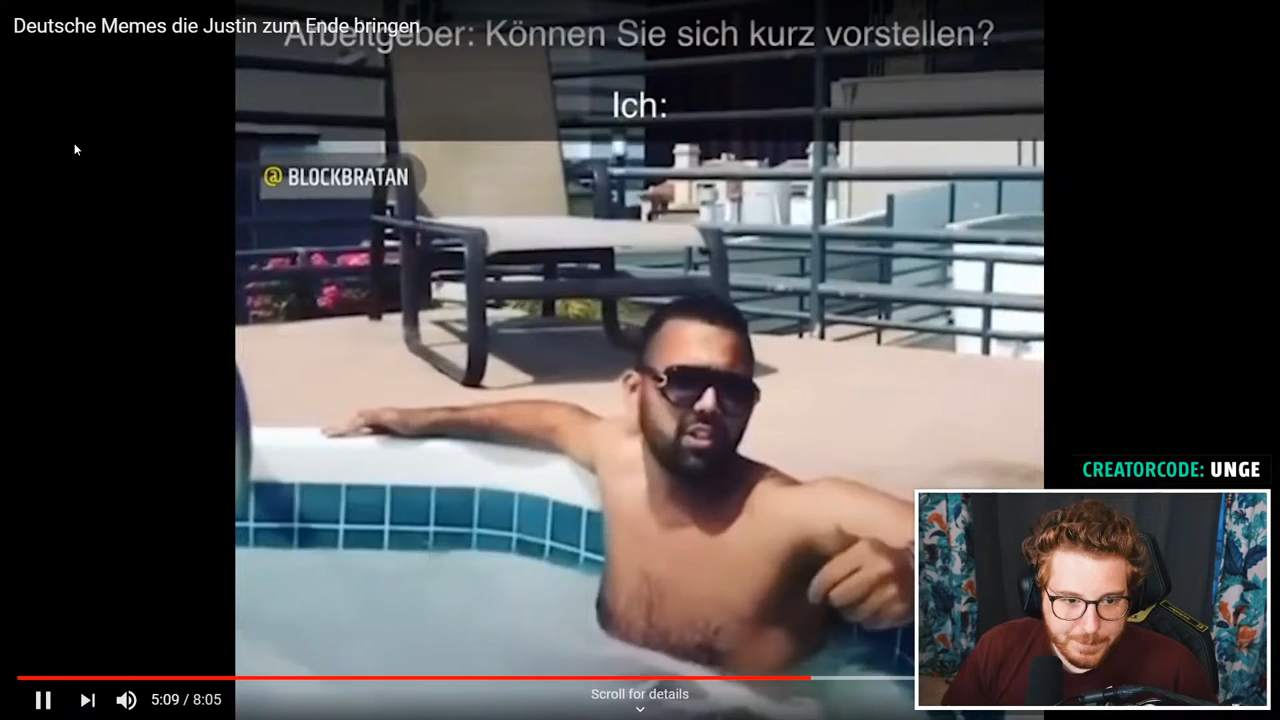 Deutsche Memes die Justin zum Ende bringen
Arbeitgeber: Können Sie sich kurz vorstellen?
Ich:
@ BLOCKBRATAN
CREATORCODE: UNGE
5:09 / 8:05
Scroll for details